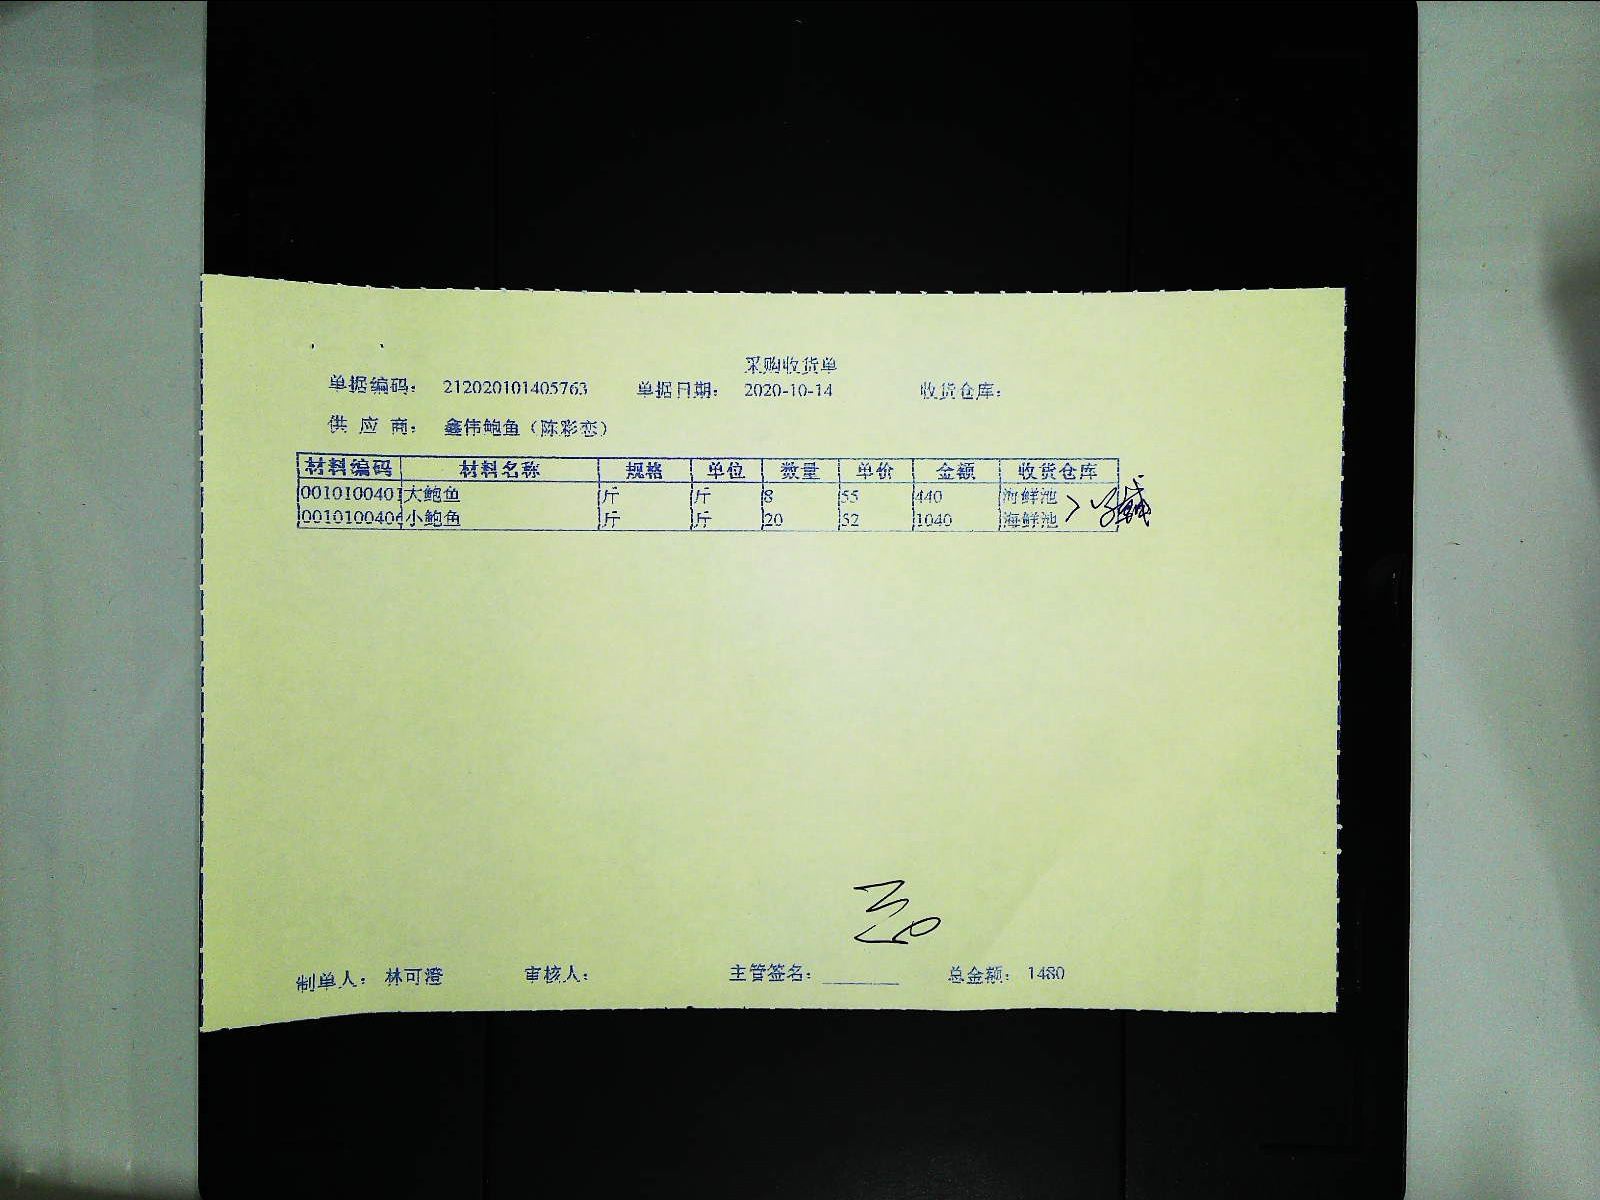 采购收货单
单据编码： 212020101405763 单据日期： 2020-10-14 收货仓库：
供 应 商： 鑫伟鲍鱼（陈彩恋）
材料编码 材料名称 规格 单位 数量 单价 金额 收货仓库
0010100401 大鲍鱼 斤 斤 8 55 440 海鲜池
0010100406 小鲍鱼 斤 斤 20 52 1040 海鲜池
制单人： 林可澄 审核人： 主管签名： 总金额： 1480